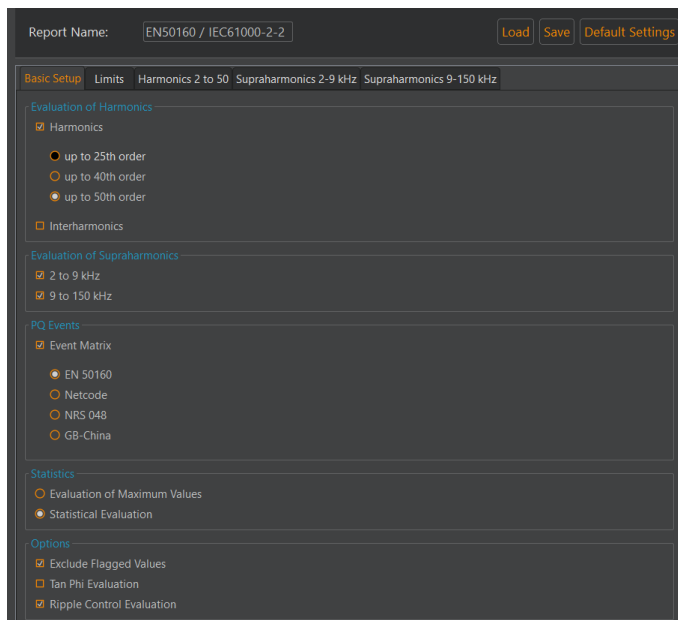 Report Name: EN50160 / IEC61000-2-2 Load Save Default Settings
Basic Setup Limits Harmonics 2 to 50 Supraharmonics 2-9 kHz Supraharmonics 9-150 kHz
Evaluation of Harmonics
Harmonics
up to 25th order
up to 40th order
up to 50th order
Interharmonics
Evaluation of Supraharmonics
2 to 9 kHz
9 to 150 kHz
PQ Events
Event Matrix
EN 50160
Netcode
NRS 048
GB-China
Statistics
Evaluation of Maximum Values
Statistical Evaluation
Options
Exclude Flagged Values
Tan Phi Evaluation
Ripple Control Evaluation